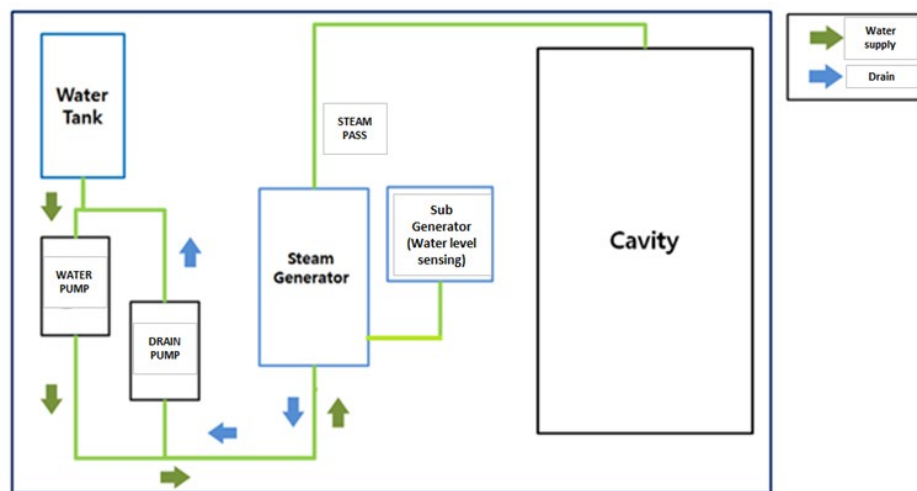 Water
Tank
STEAM
PASS
Sub
Generator
(Water level
sensing)
Steam
Generator
Cavity
WATER
PUMP
DRAIN
PUMP
Water
supply
Drain